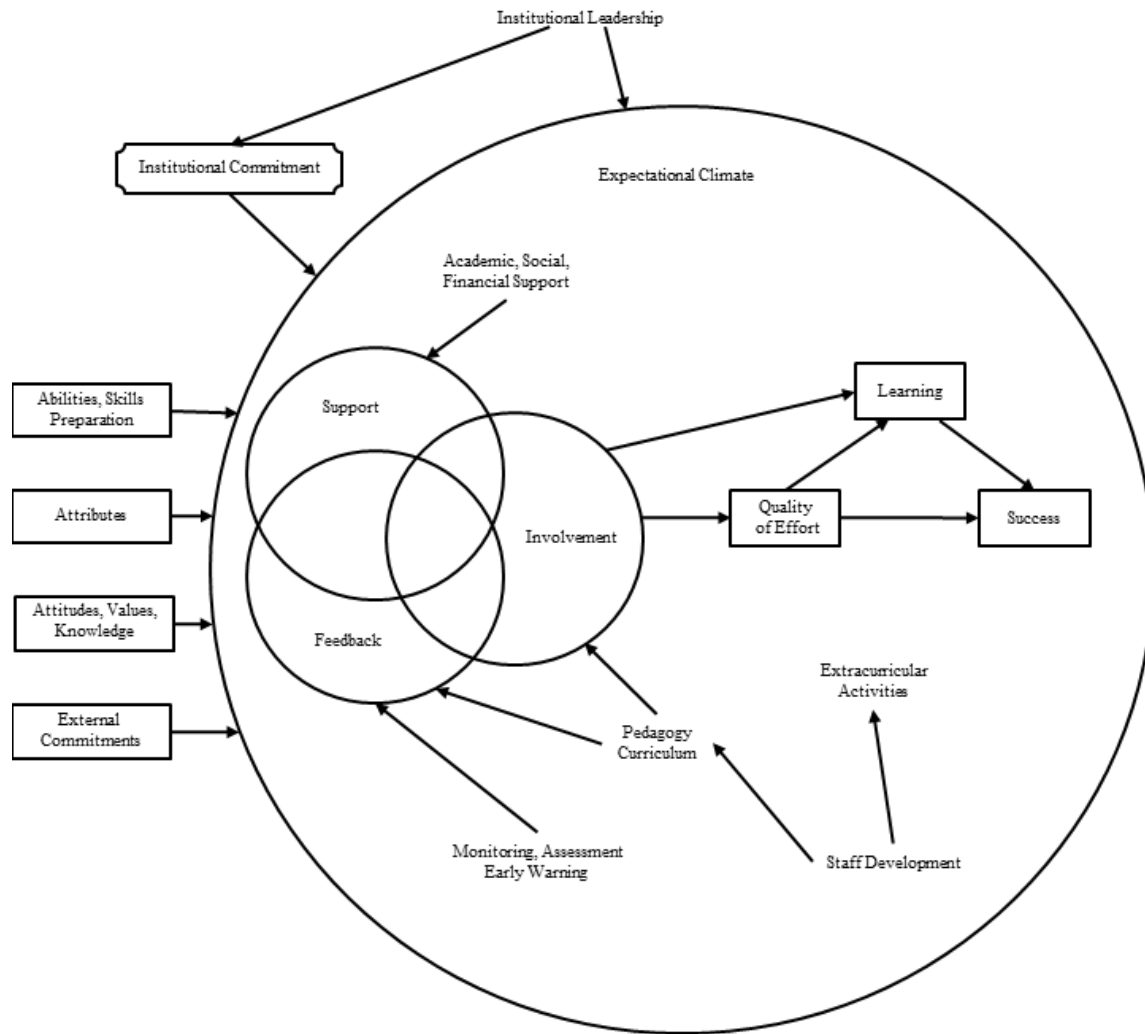 Institutional Leadership
Institutional Commitment
Expectational Climate
Academic, Social,
Financial Support
Abilities, Skills
Preparation
Support
Learning
Attributes
Involvement
Quality
of Effort
Success
Attitudes, Values,
Knowledge
Feedback
Extracurricular
Activities
External
Commitments
Pedagogy
Curriculum
Monitoring, Assessment
Early Warning
Staff Development